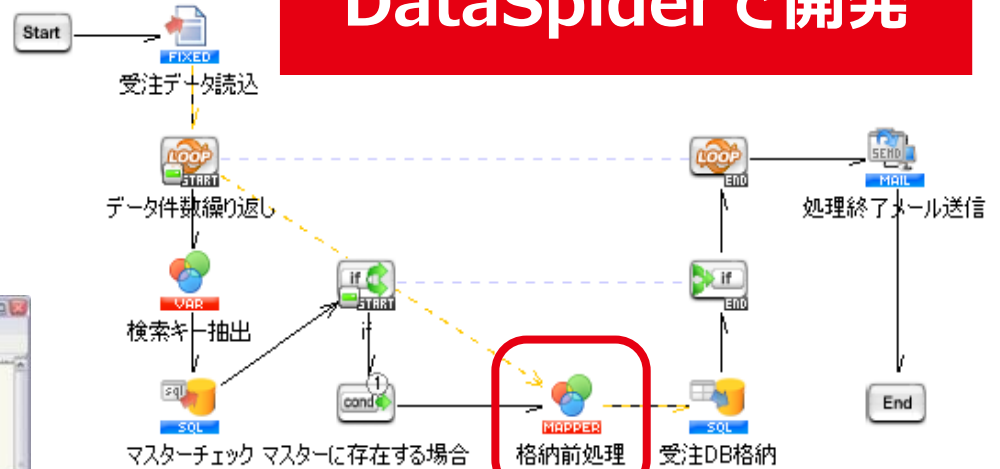 DataSpiderで開発
Start
FIXED
受注データ読込
LOOP
START
データ件数繰り返し
LOOP
END
SEND
MAIL
処理終了メール送信
VAR
検索キー抽出
if
START
if
if
END
sql
SQL
マスターチェック
1
cond
マスターに存在する場合
MAPPER
格納前処理
SQL
受注DB格納
End